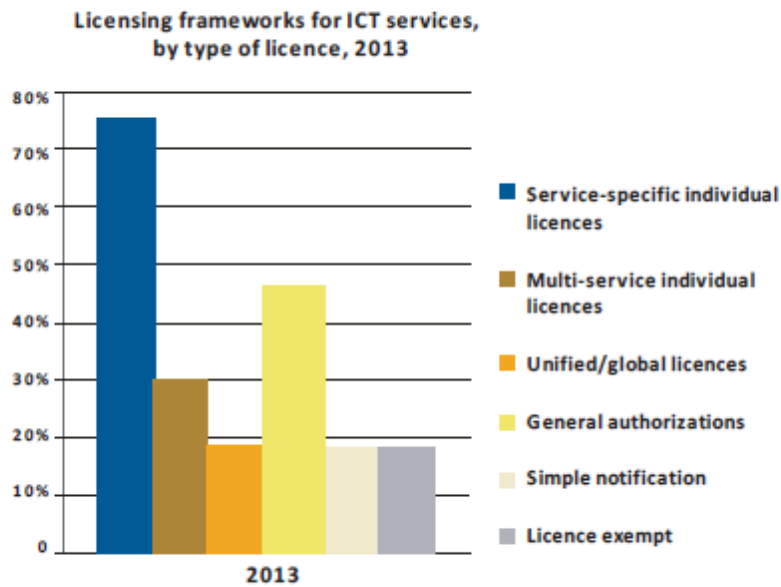 Licensing frameworks for ICT services,
by type of licence, 2013
80%
70%
60%
50%
40%
30%
20%
10%
0
2013
Service-specific individual
licences
Multi-service individual
licences
Unified/global licences
General authorizations
Simple notification
Licence exempt